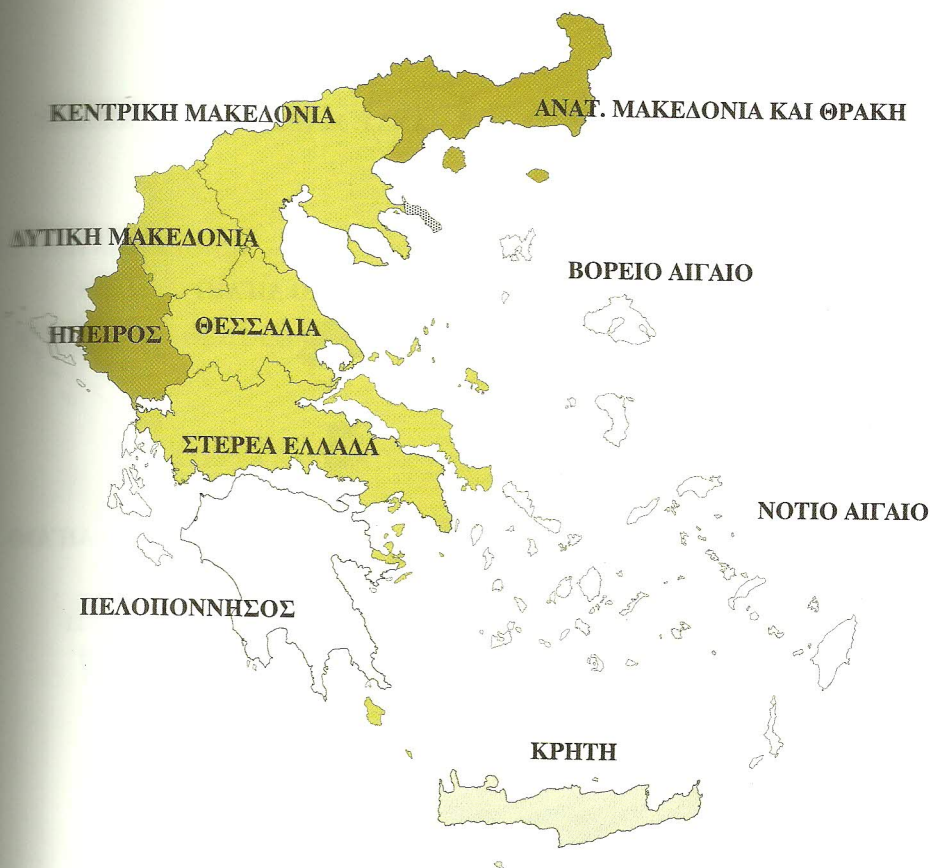 ΚΕΝΤΡΙΚΗ ΜΑΚΕΔΟΝΙΑ
ΑΝΑΤ. ΜΑΚΕΔΟΝΙΑ ΚΑΙ ΘΡΑΚΗ
ΔΥΤΙΚΗ ΜΑΚΕΔΟΝΙΑ
ΒΟΡΕΙΟ ΑΙΓΑΙΟ
ΗΠΕΙΡΟΣ
ΘΕΣΣΑΛΙΑ
ΣΤΕΡΕΑ ΕΛΛΑΔΑ
ΝΟΤΙΟ ΑΙΓΑΙΟ
ΠΕΛΟΠΟΝΝΗΣΟΣ
ΚΡΗΤΗ